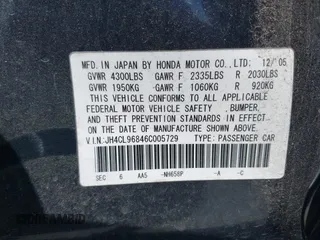 MFD. IN JAPAN BY HONDA MOTOR CO., LTD. 12/05
GVWR 4300LBS GAWR F 2335LBS R 2030LBS
GVWR 1950KG GAWR F 1060KG R 920KG
THIS VEHICLE CONFORMS TO ALL APPLICABLE
FEDERAL MOTOR VEHICLE SAFETY, BUMPER,
AND THEFT PREVENTION STANDARDS IN EFFECT ON
THE DATE OF MANUFACTURE SHOWN ABOVE.
V.I.N: JH4CL96846C005729 TYPE: PASSENGER CAR
SEC 6 AA5 -NH658P -A -C